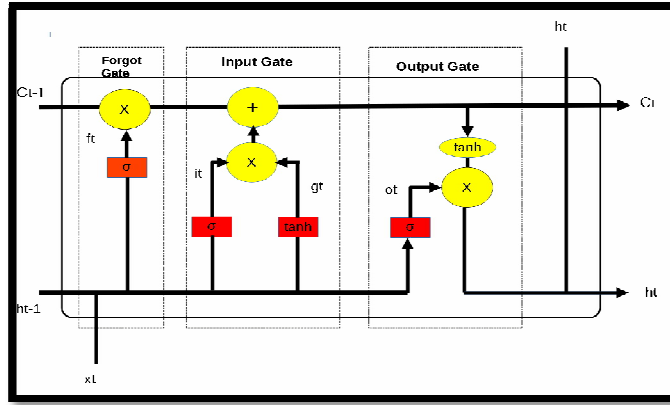 ht
Forgot
Gate
Input Gate
Output Gate
Ct-1
X
+
Ct
ft
tanh
σ
it
X
gt
ot
X
σ
tanh
σ
ht-1
ht
xt